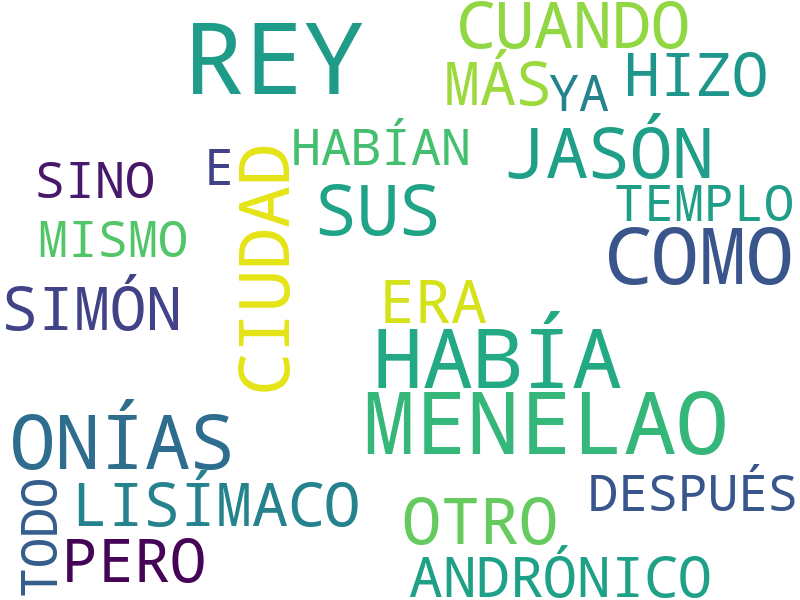 CUANDO
REY
MÁS
YA
HIZO
HABÍAN
JASÓN
SINO
E
CIUDAD
SUS
TEMPLO
MISMO
COMO
SIMÓN
ERA
HABÍA
MENELAO
ONÍAS
TODO
LISÍMACO
DESPUÉS
OTRO
PERO
ANDRÓNICO